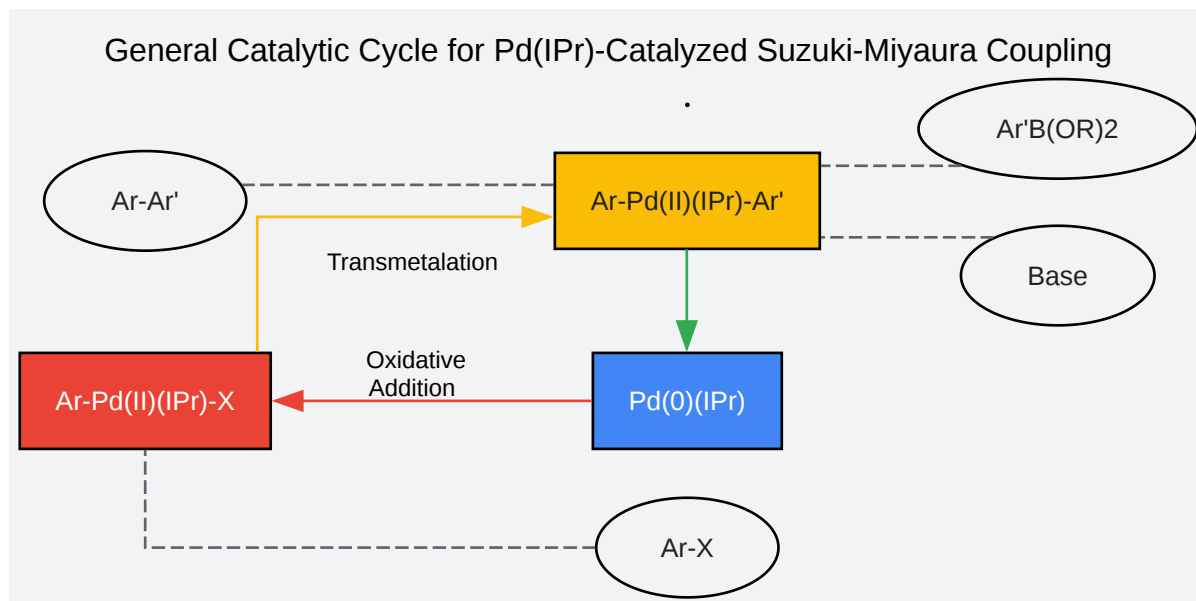 General Catalytic Cycle for Pd(IPr)-Catalyzed Suzuki-Miyaura Coupling
.
Ar'B(OR)2
Ar-Ar'
Ar-Pd(II)(IPr)-Ar'
Transmetalation
Base
Oxidative
Addition
Ar-Pd(II)(IPr)-X
Pd(0)(IPr)
Ar-X